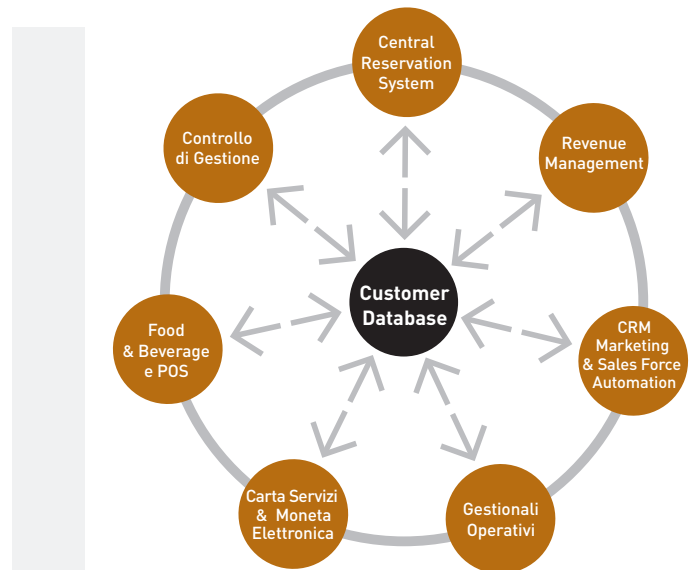 Central
Reservation
System
Controllo
di Gestione
Revenue
Management
Customer
Database
Food
& Beverage
e POS
CRM
Marketing
& Sales Force
Automation
Carta Servizi
& Moneta
Elettronica
Gestionali
Operativi